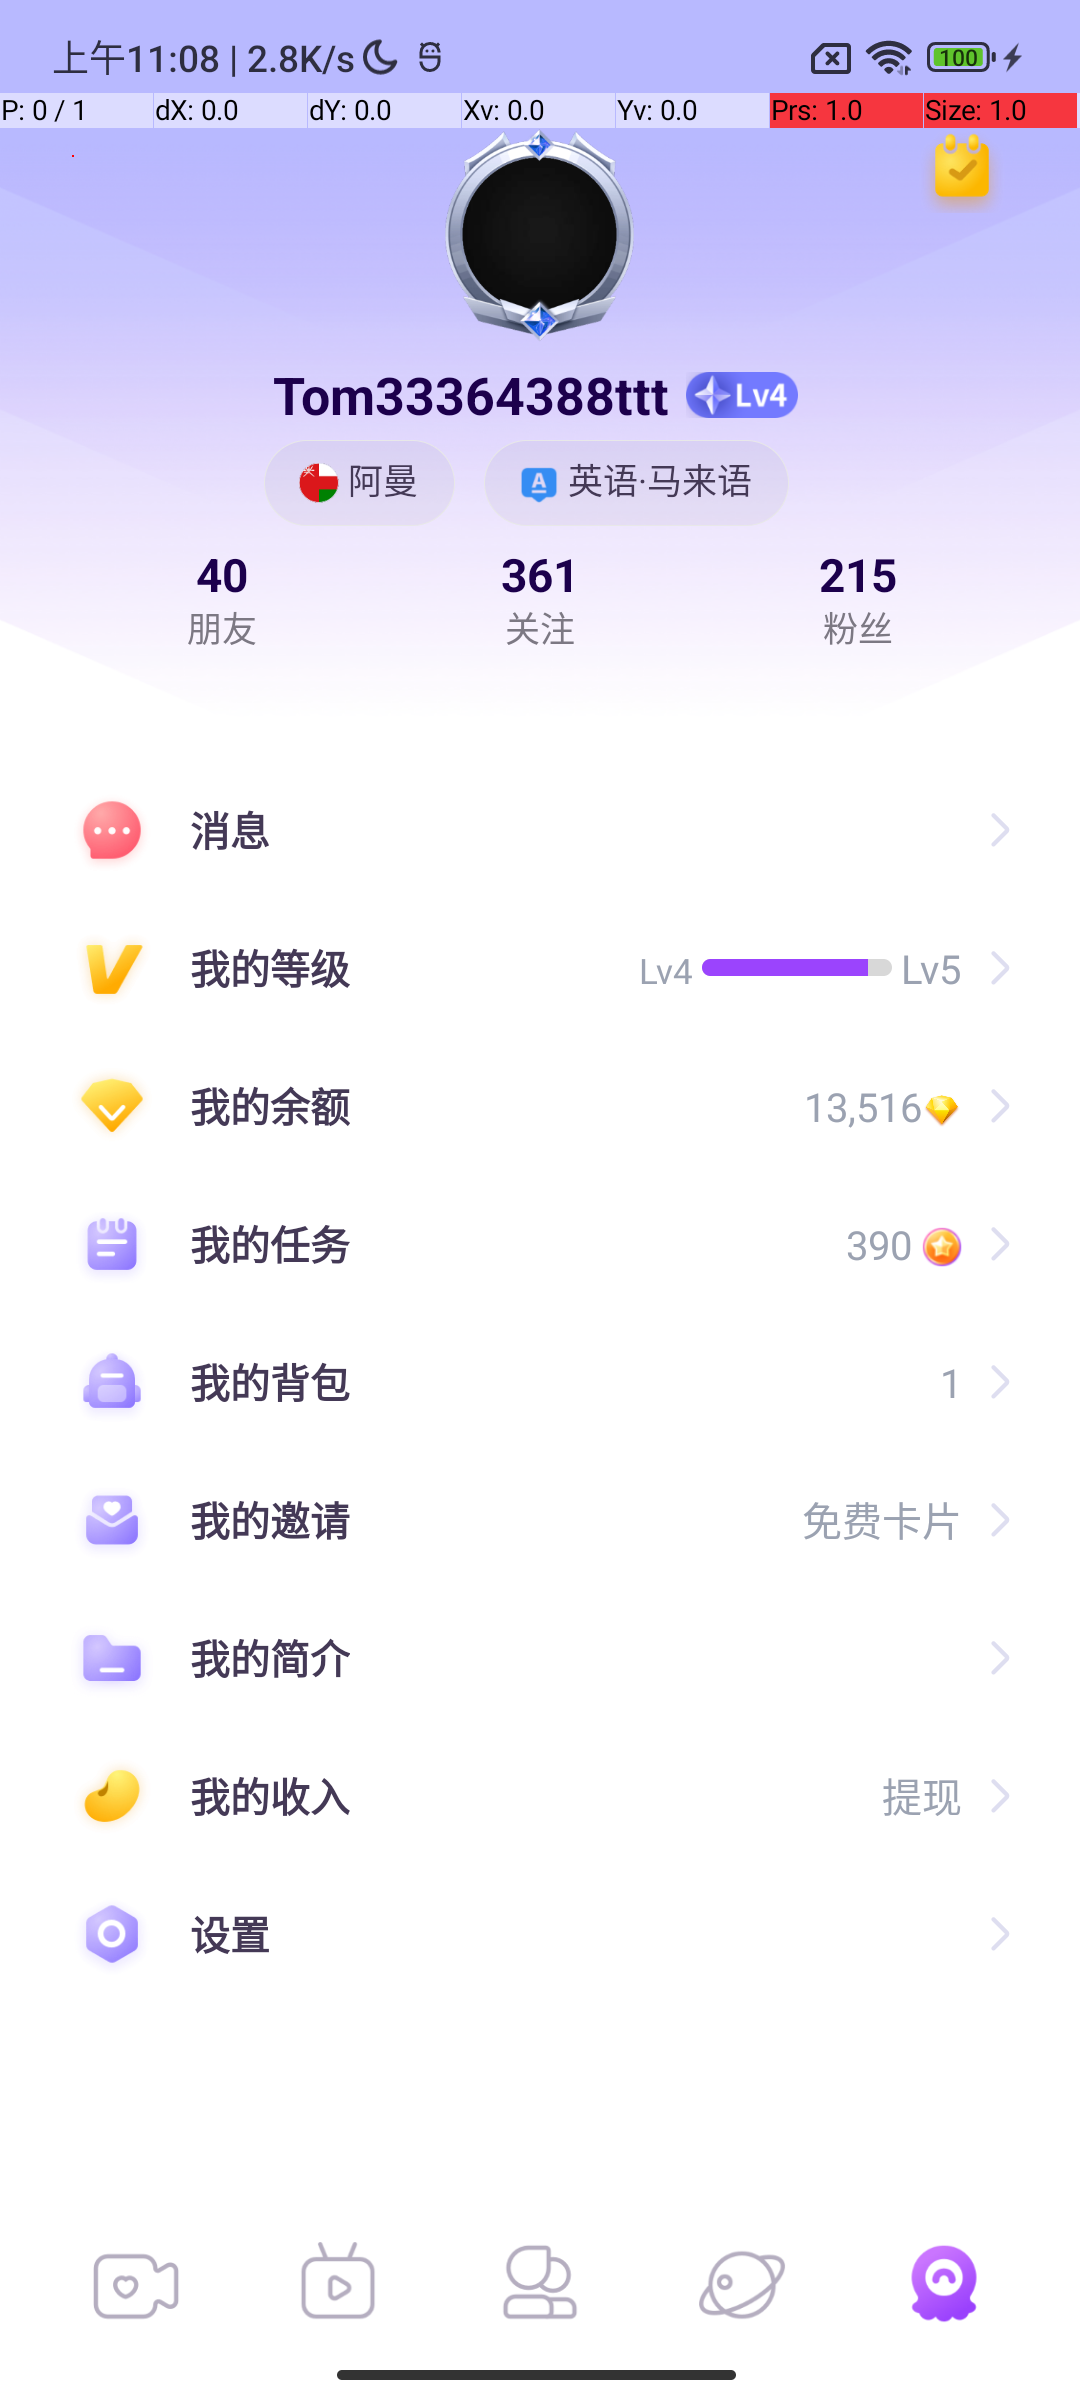 上午11:08 | 2.8K/s 100
P: 0 / 1 dX: 0.0 dY: 0.0 Xv: 0.0 Yv: 0.0 Prs: 1.0 Size: 1.0
Tom33364388ttt Lv4
阿曼 英语·马来语
40 361 215
朋友 关注 粉丝
消息
我的等级 Lv4 Lv5
我的余额 13,516
我的任务 390
我的背包 1
我的邀请 免费卡片
我的简介
我的收入 提现
设置